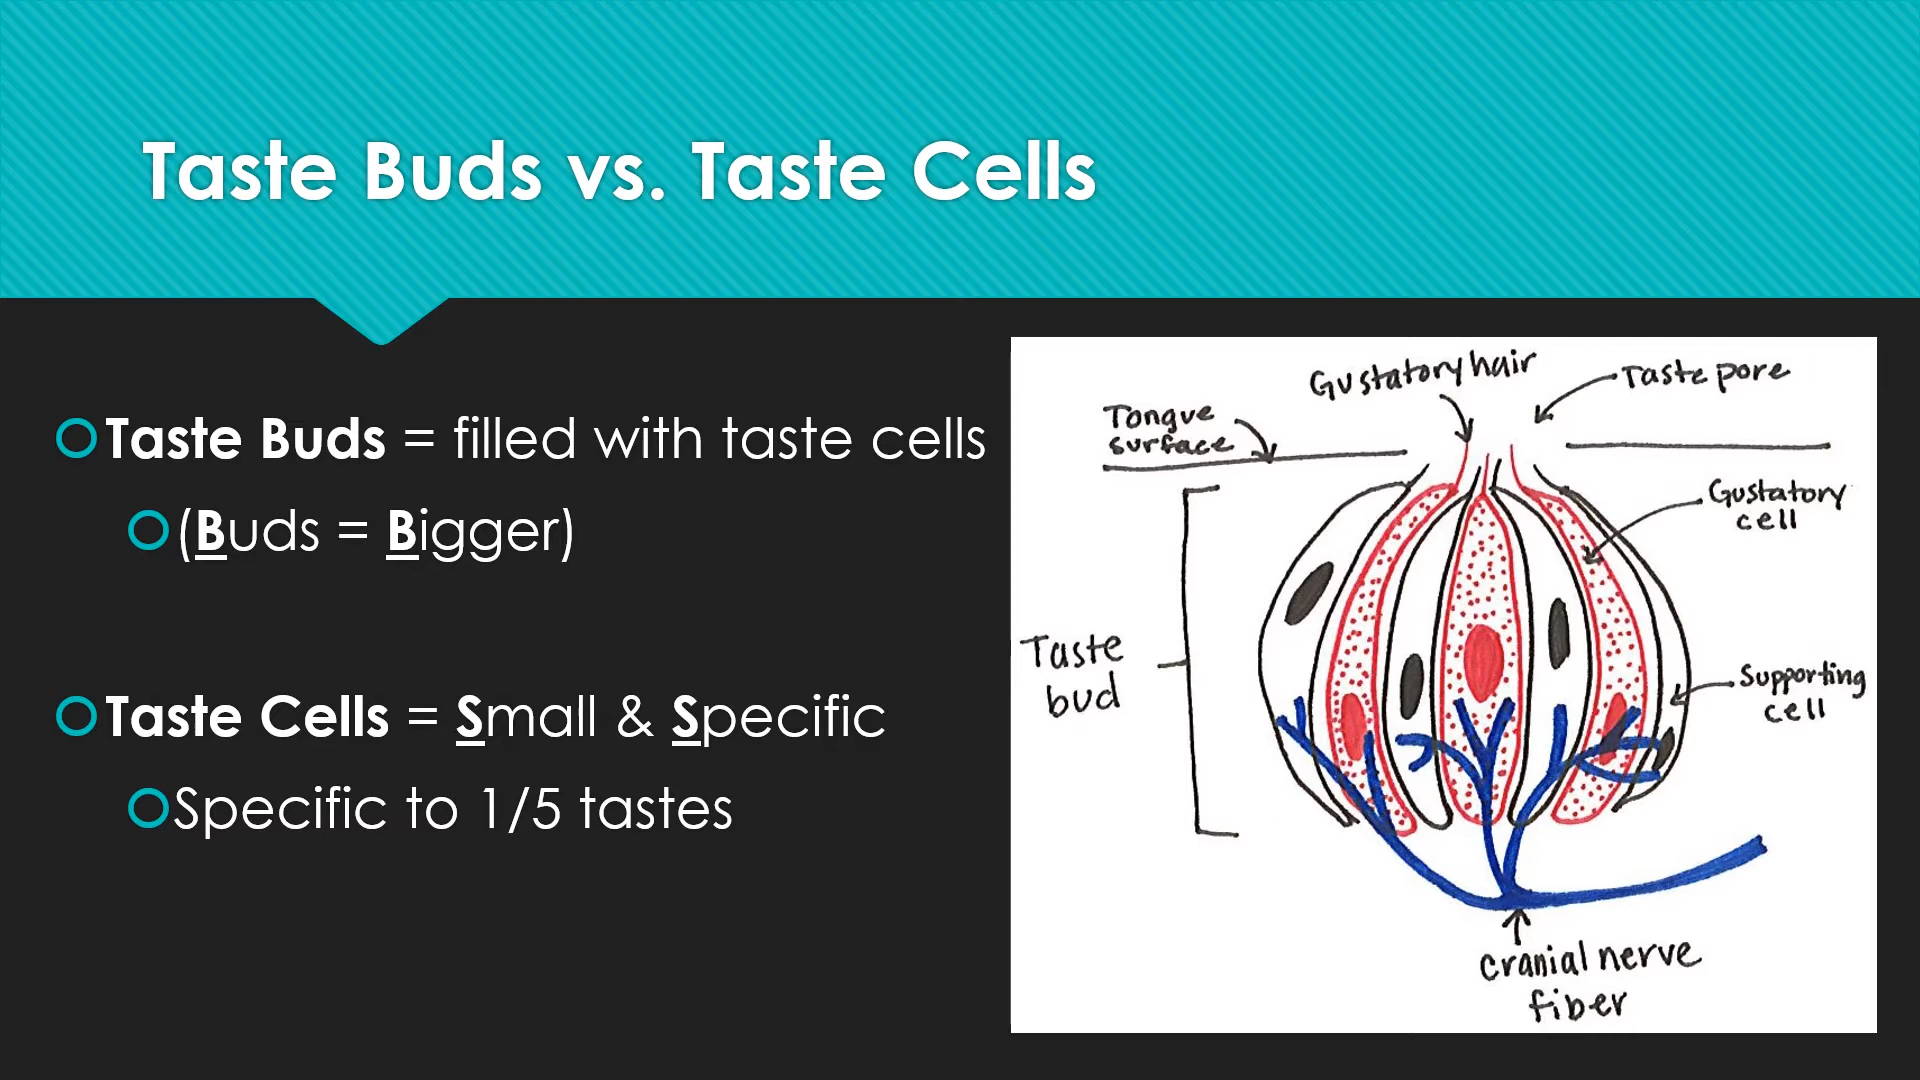 Taste Buds vs. Taste Cells
Taste Buds = filled with taste cells
(Buds = Bigger)
Taste Cells = Small & Specific
Specific to 1/5 tastes
Gustatory hair
Taste pore
Tongue
surface
Gustatory
cell
Taste
bud
Supporting
cell
cranial nerve
fiber